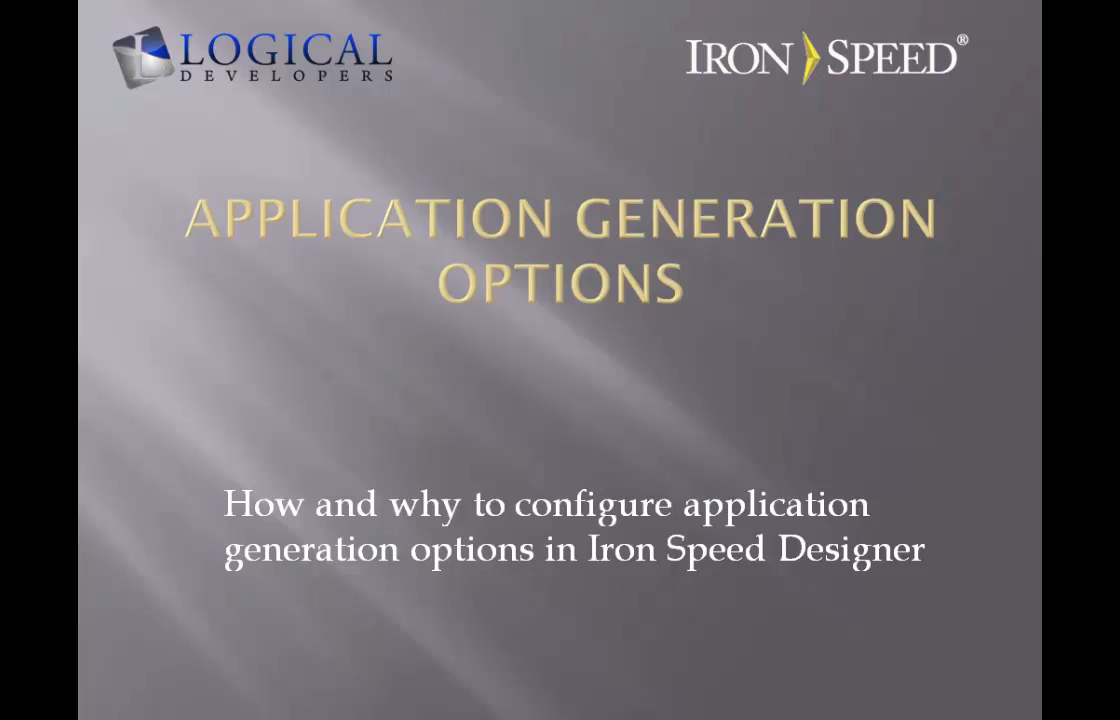 LOGICAL
DEVELOPERS
IRON SPEED®
APPLICATION GENERATION
OPTIONS
How and why to configure application
generation options in Iron Speed Designer